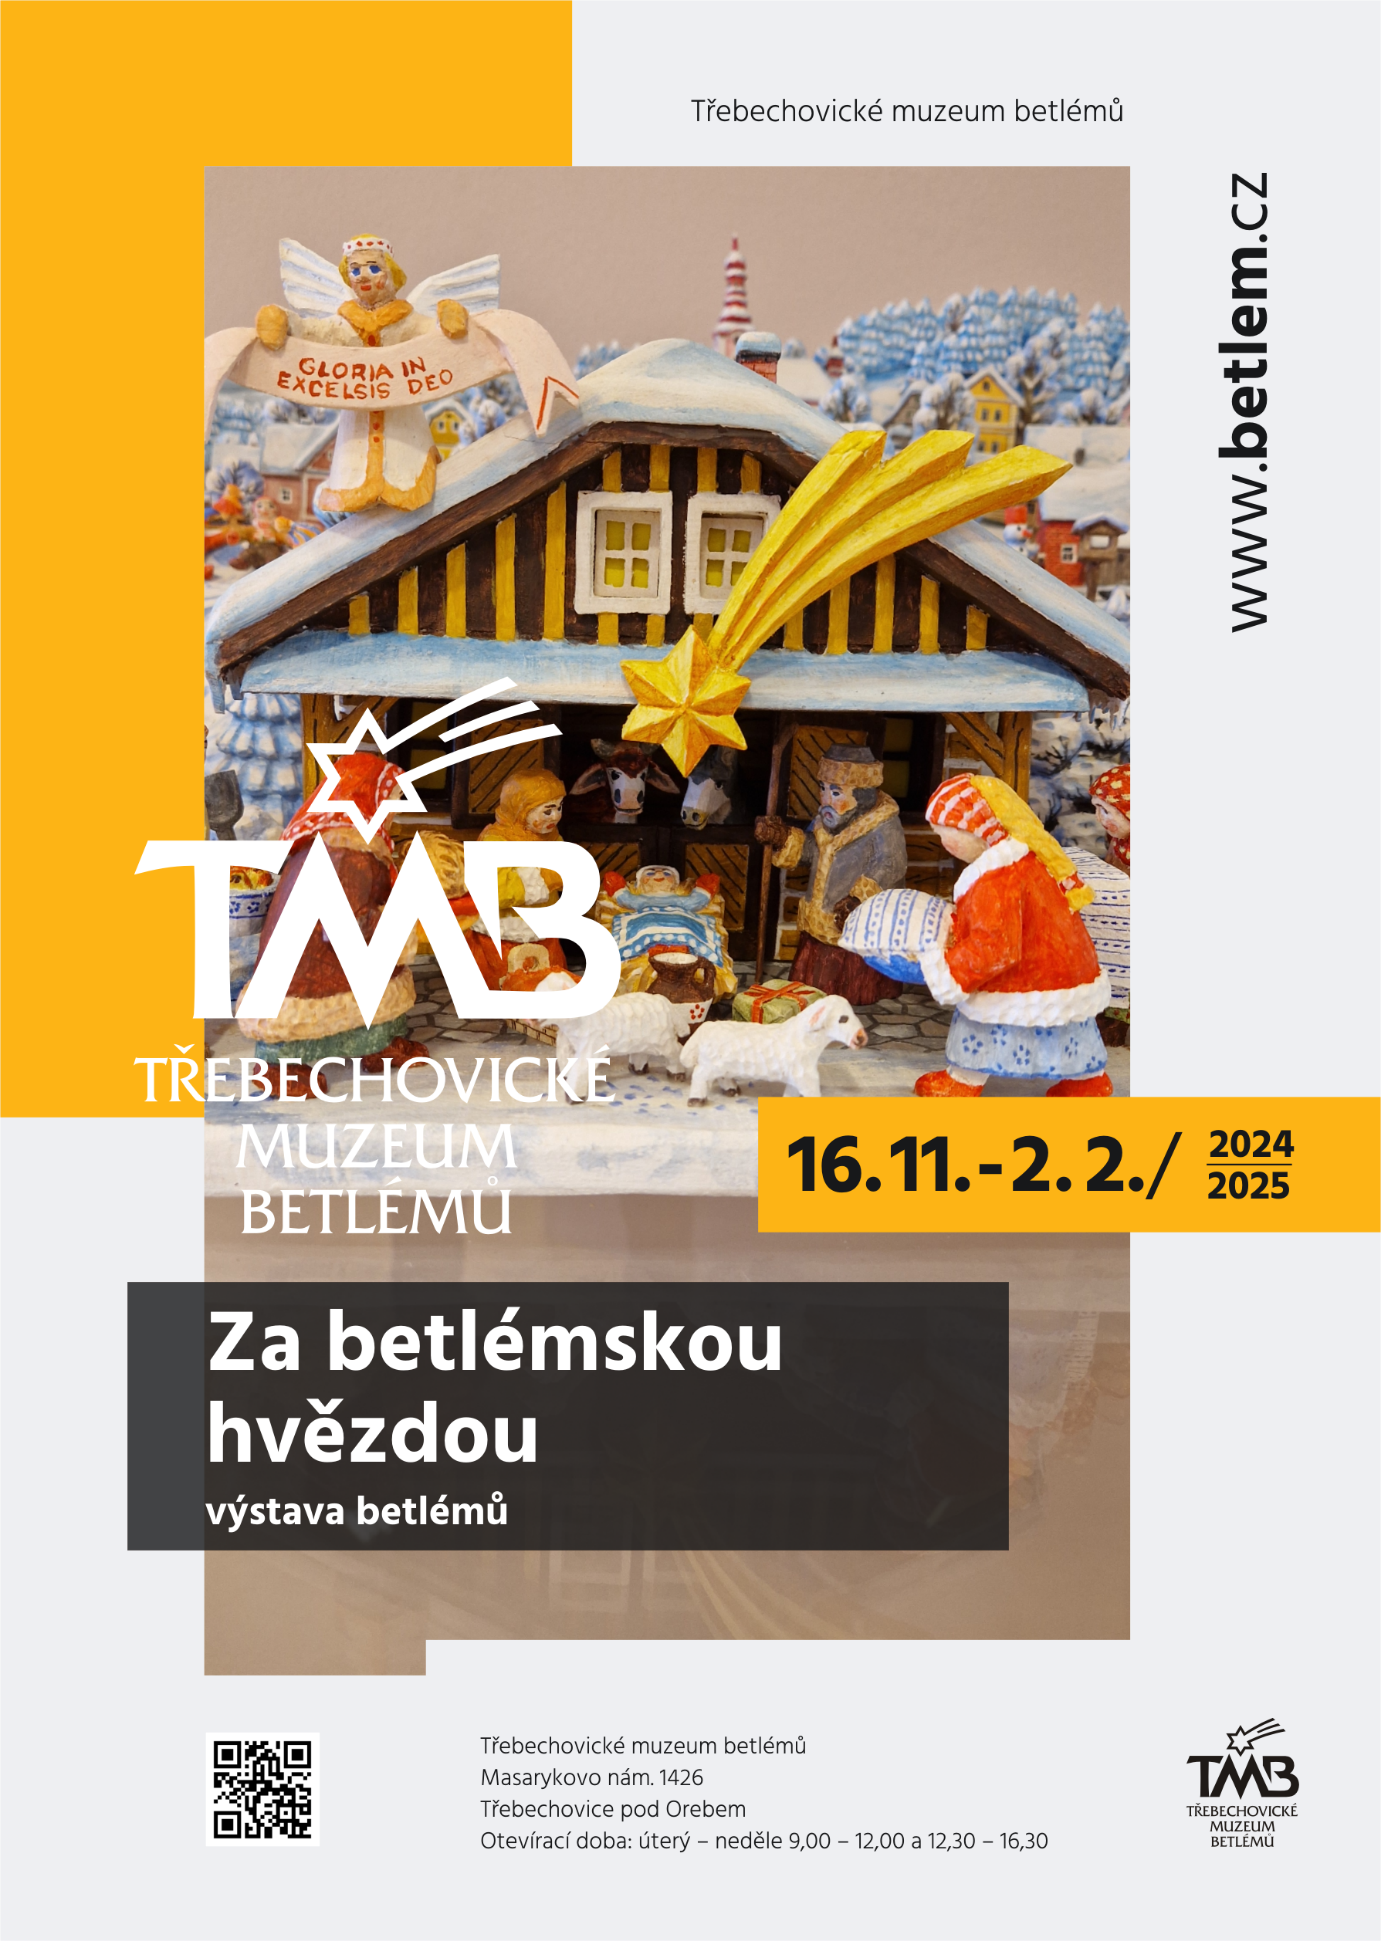 Třebechovické muzeum betlémů
www.betlem.cz
GLORIA IN
EXCELSIS DEO
TMB
TŘEBECHOVICKÉ
MUZEUM
BETLÉMŮ
16. 11. - 2. 2. / 2024
2025
Za betlémskou
hvězdou
výstava betlémů
Třebechovické muzeum betlémů
Masarykovo nám. 1426
Třebechovice pod Orebem
Otevírací doba: úterý – neděle 9,00 – 12,00 a 12,30 – 16,30
TMB
TŘEBECHOVICKÉ
MUZEUM
BETLÉMŮ